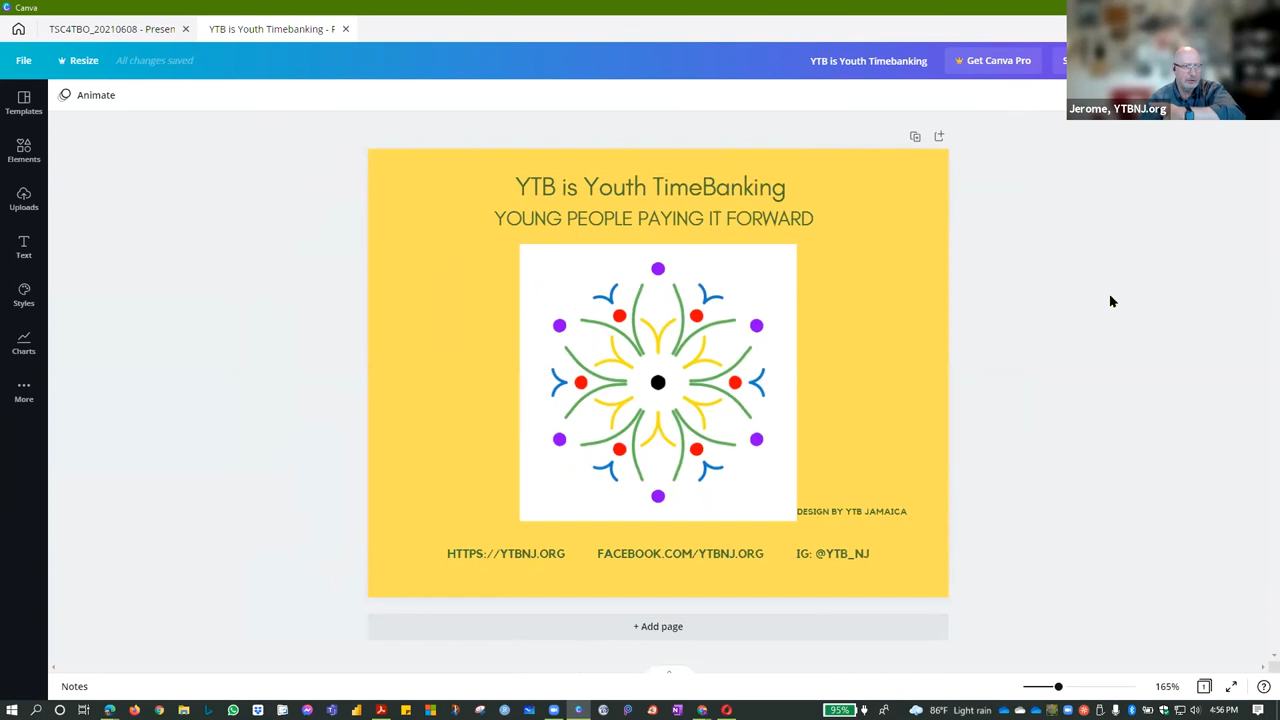 Canva
TSC4TBO_20210608 - Presen
YTB is Youth Timebanking - P
File
Resize
All changes saved
YTB is Youth Timebanking
Get Canva Pro
S
Jerome, YTBNJ.org
Animate
Templates
Elements
Uploads
Text
Styles
Charts
More
YTB is Youth TimeBanking
YOUNG PEOPLE PAYING IT FORWARD
DESIGN BY YTB JAMAICA
HTTPS://YTBNJ.ORG FACEBOOK.COM/YTBNJ.ORG IG: @YTB_NJ
+ Add page
Notes
165%
1
95%
86°F Light rain
4:56 PM